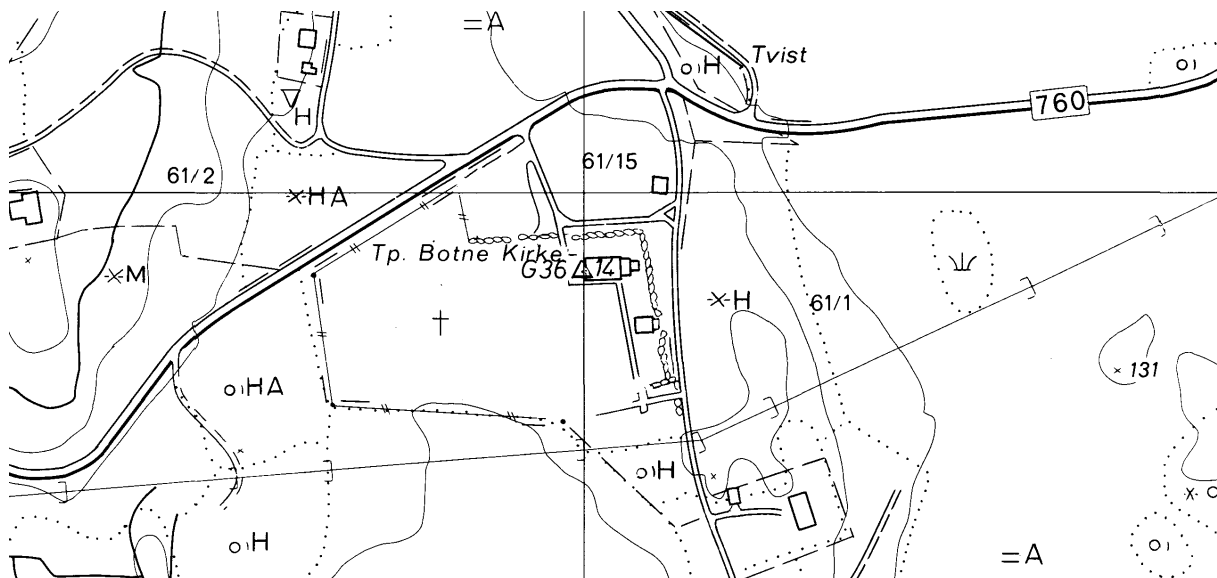 =A
Tvist
H
760
H
61/15
61/2
HA
Tp. Botne Kirke
G36 14
M
H
61/1
131
HA
H
H
=A